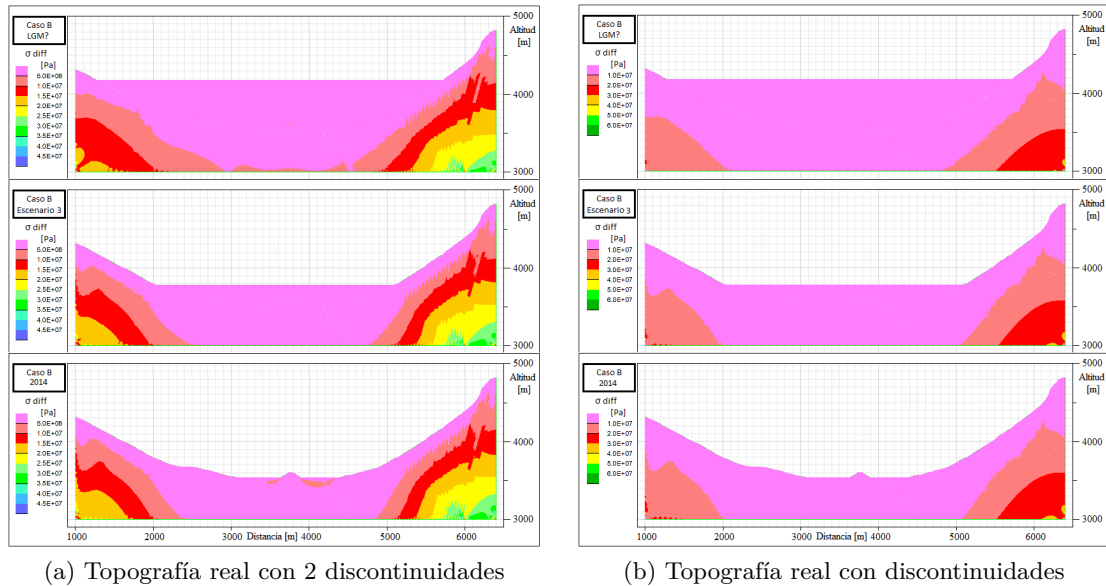 Caso B
LGM?
σ diff
[Pa]
5.0E+06
1.0E+07
1.5E+07
2.0E+07
2.5E+07
3.0E+07
3.5E+07
4.0E+07
4.5E+07
5000
Altitud
[m]
4000
3000
Caso B
Escenario 3
σ diff
[Pa]
5.0E+06
1.0E+07
1.5E+07
2.0E+07
2.5E+07
3.0E+07
3.5E+07
4.0E+07
4.5E+07
5000
Altitud
[m]
4000
3000
Caso B
2014
σ diff
[Pa]
5.0E+06
1.0E+07
1.5E+07
2.0E+07
2.5E+07
3.0E+07
3.5E+07
4.0E+07
4.5E+07
5000
Altitud
[m]
4000
3000
1000 2000 3000 Distancia [m] 4000 5000 6000
(a) Topografía real con 2 discontinuidades
Caso B
LGM?
σ diff
[Pa]
1.0E+07
2.0E+07
3.0E+07
4.0E+07
5.0E+07
6.0E+07
5000
Altitud
[m]
4000
3000
Caso B
Escenario 3
σ diff
[Pa]
1.0E+07
2.0E+07
3.0E+07
4.0E+07
5.0E+07
6.0E+07
5000
Altitud
[m]
4000
3000
Caso B
2014
σ diff
[Pa]
1.0E+07
2.0E+07
3.0E+07
4.0E+07
5.0E+07
6.0E+07
5000
Altitud
[m]
4000
3000
1000 2000 3000 Distancia [m] 4000 5000 6000
(b) Topografía real con discontinuidades